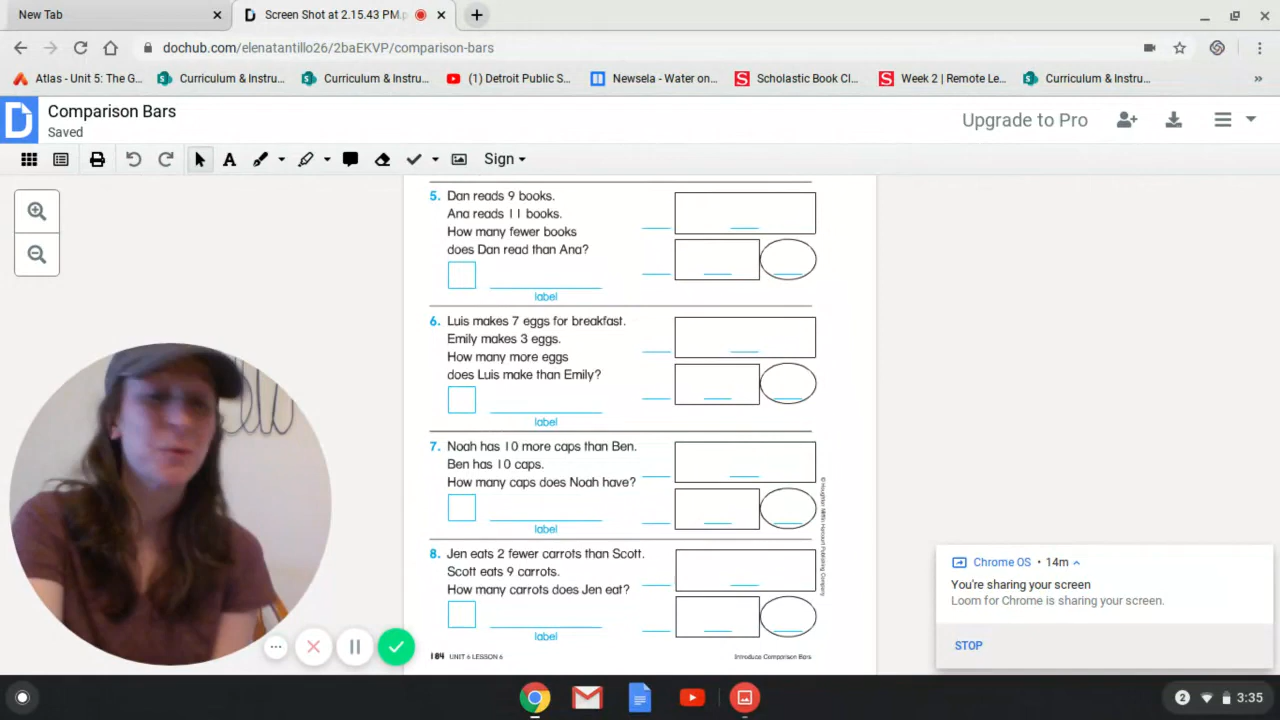 New Tab
Screen Shot at 2.15.43 PM.p
dochub.com/elenatantillo26/2baEKVP/comparison-bars
Atlas - Unit 5: The G...
Curriculum & Instru...
Curriculum & Instru...
(1) Detroit Public S...
Newsela - Water on...
Scholastic Book Cl...
Week 2 | Remote Le...
Curriculum & Instru...
»
Comparison Bars
Saved
Upgrade to Pro
A
Sign
5. Dan reads 9 books.
Ana reads 11 books.
How many fewer books
does Dan read than Ana?
label
6. Luis makes 7 eggs for breakfast.
Emily makes 3 eggs.
How many more eggs
does Luis make than Emily?
label
7. Noah has 10 more caps than Ben.
Ben has 10 caps.
How many caps does Noah have?
label
8. Jen eats 2 fewer carrots than Scott.
Scott eats 9 carrots.
How many carrots does Jen eat?
label
184 UNIT 6 LESSON 6
Introduce Comparison Bars
© Houghton Mifflin Harcourt Publishing Company
Chrome OS • 14m
You're sharing your screen
Loom for Chrome is sharing your screen.
STOP
2
3:35